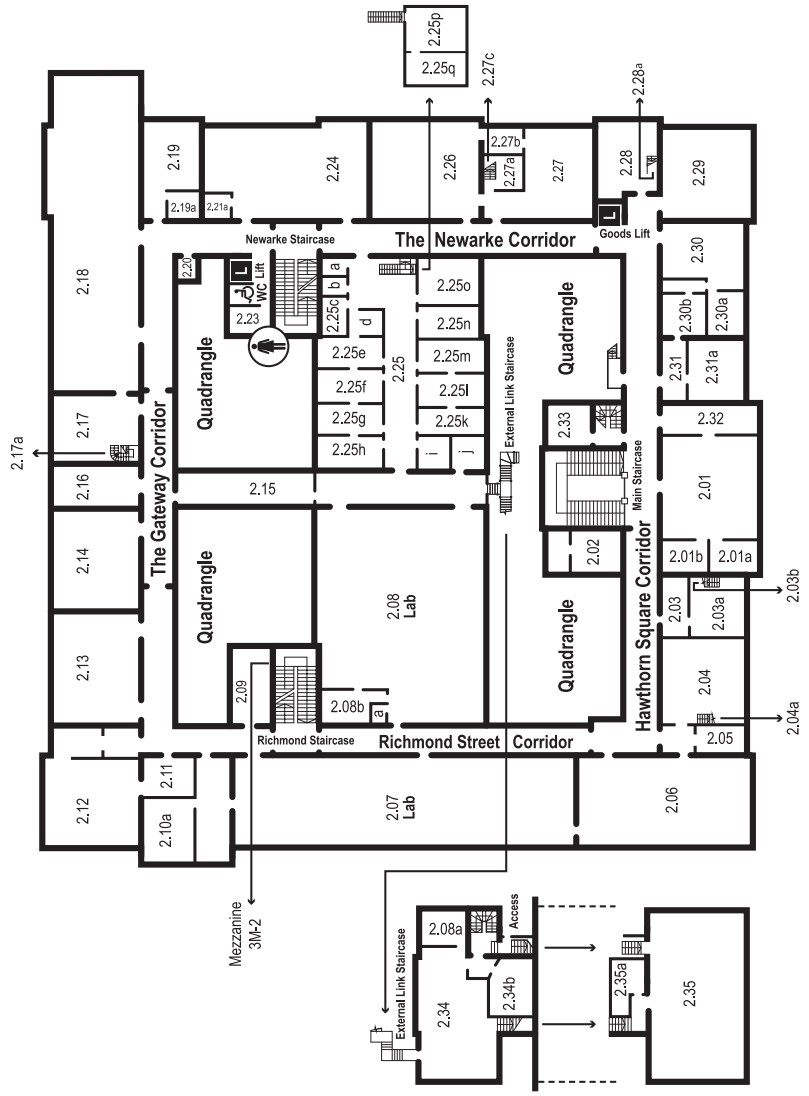 2.25p
2.25q
2.27c
2.28a
2.19
2.19a
2.21a
2.24
2.26
2.27b
2.27a
2.27
2.28
2.29
2.18
Newarke Staircase
The Newarke Corridor
L
Goods Lift
2.20
L
Lift
WC
2.23
a
b
2.25c
d
2.25e
2.25f
2.25g
2.25h
2.25
2.25o
2.25n
2.25m
2.25l
2.25k
i
j
Quadrangle
Quadrangle
2.30
2.30b
2.30a
2.31
2.31a
External Link Staircase
2.33
2.32
2.17a
2.17
The Gateway Corridor
2.16
2.15
Main Staircase
2.01
2.14
2.02
2.01b
2.01a
Quadrangle
2.08
Lab
Quadrangle
Hawthorn Square Corridor
2.03
2.03a
2.03b
2.13
2.09
2.08b
a
2.04
2.04a
Richmond Staircase
Richmond Street Corridor
2.05
2.12
2.11
2.10a
2.07
Lab
2.06
Mezzanine
3M-2
External Link Staircase
2.08a
Access
2.34
2.34b
2.35a
2.35